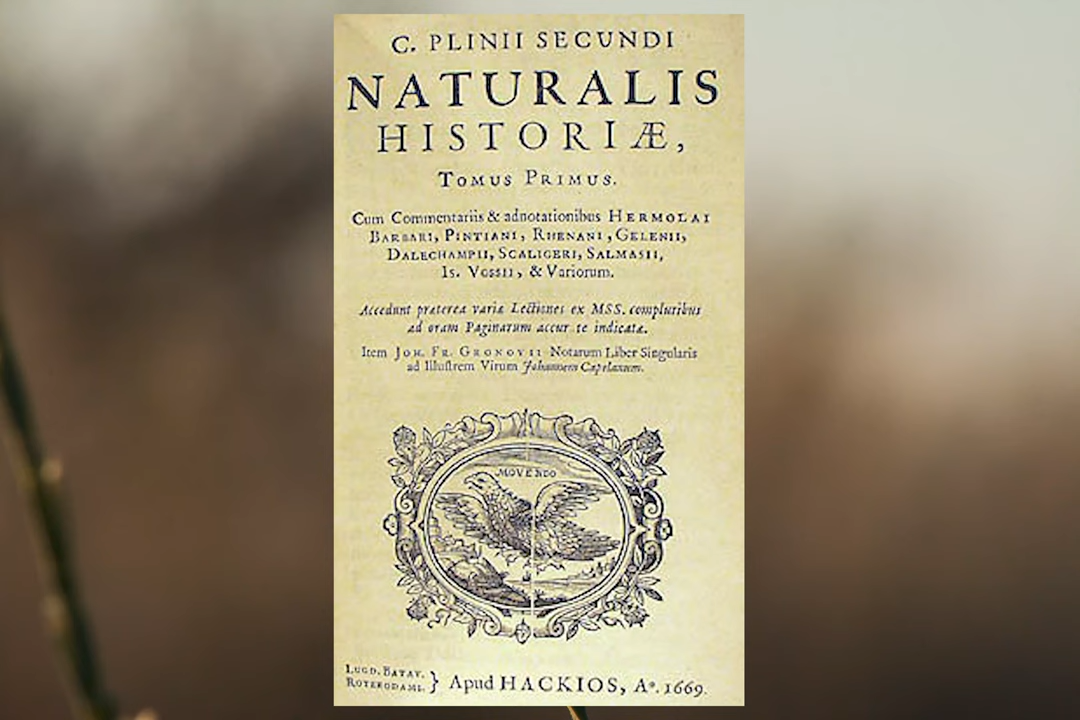 C. PLINII SECUNDI
NATURALIS
HISTORIÆ,
TOMUS PRIMUS.
Cum Commentariis & adnotationibus HERMOLAI
BARBARI, PINTIANI, RHENANI, GELENII,
DALECHAMPII, SCALIGERI, SALMASII,
IS. VOSSII, & Variorum.
Accedunt præterea variæ Lectiones ex MSS. compluribus
ad oram Paginarum accur te indicatæ.
Item JOH. FR. GRONOVII Notarum Liber Singularis
ad Illustrem Virum Johannem Capelanum.
MOVENDO
LUGD. BATAV.
ROTERODAMI. } Apud HACKIOS, Aº. 1669.